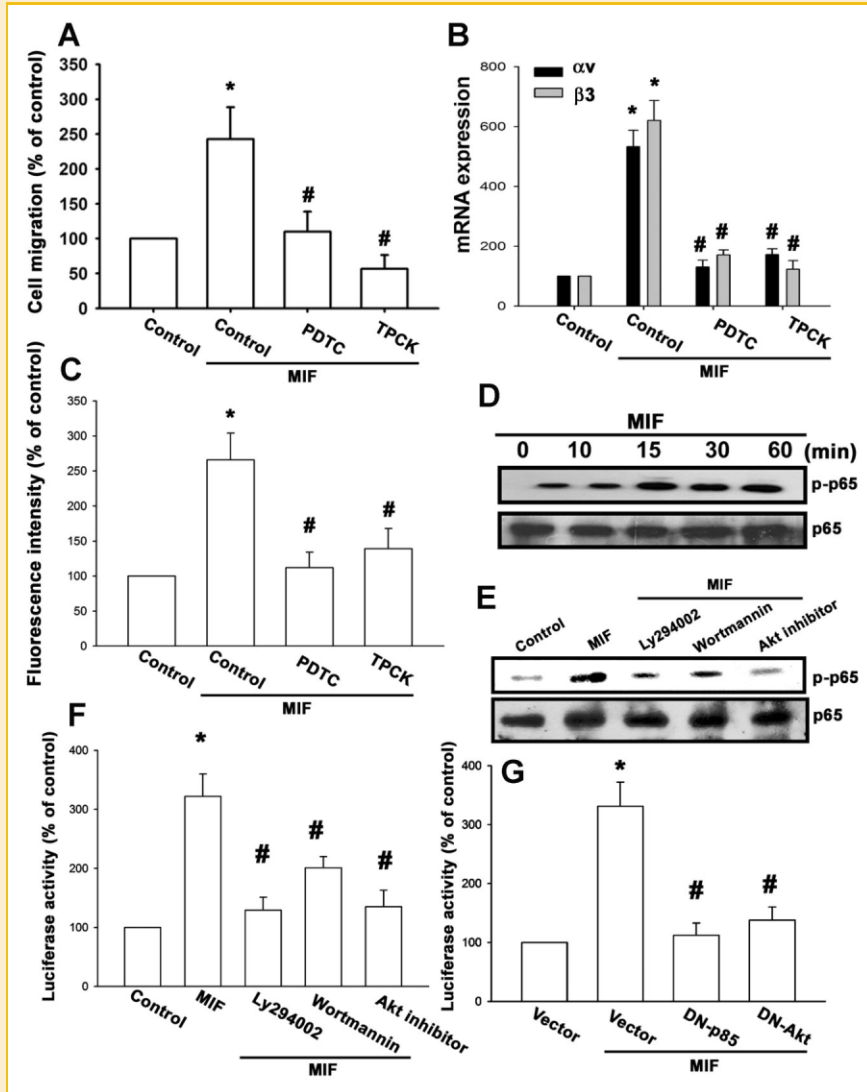 A
Cell migration (% of control)
350
300
250
200
150
100
50
0
*
#
#
Control
Control
PDTC
TPCK
MIF
B
αv
β3
mRNA expression
800
600
400
200
0
*
*
#
#
#
#
Control
Control
PDTC
TPCK
MIF
C
Fluorescence intensity (% of control)
350
300
250
200
150
100
50
0
*
#
#
Control
Control
PDTC
TPCK
MIF
D
MIF
0 10 15 30 60 (min)
p-p65
p65
E
MIF
Control
MIF
Ly294002
Wortmannin
Akt inhibitor
p-p65
p65
F
Luciferase activity (% of control)
400
300
200
100
0
*
#
#
#
Control
MIF
Ly294002
Wortmannin
Akt inhibitor
MIF
G
Luciferase activity (% of control)
400
300
200
100
0
*
#
#
Vector
Vector
DN-p85
DN-Akt
MIF